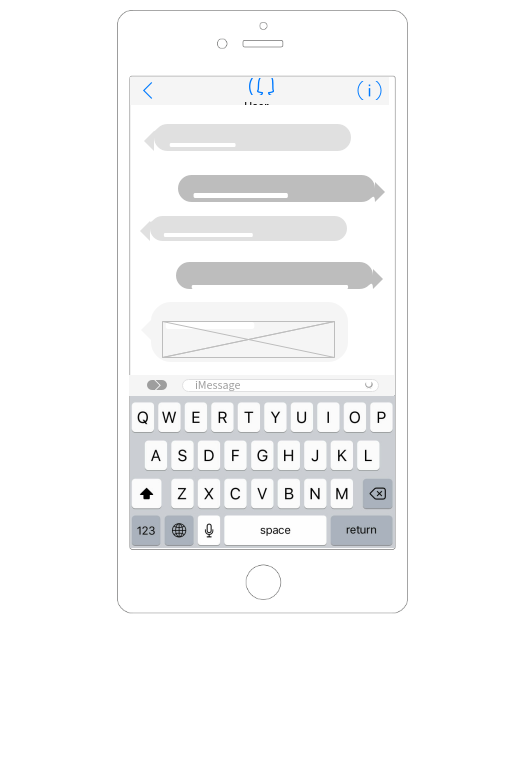 User
iMessage
Q W E R T Y U I O P
A S D F G H J K L
Z X C V B N M
123 space return